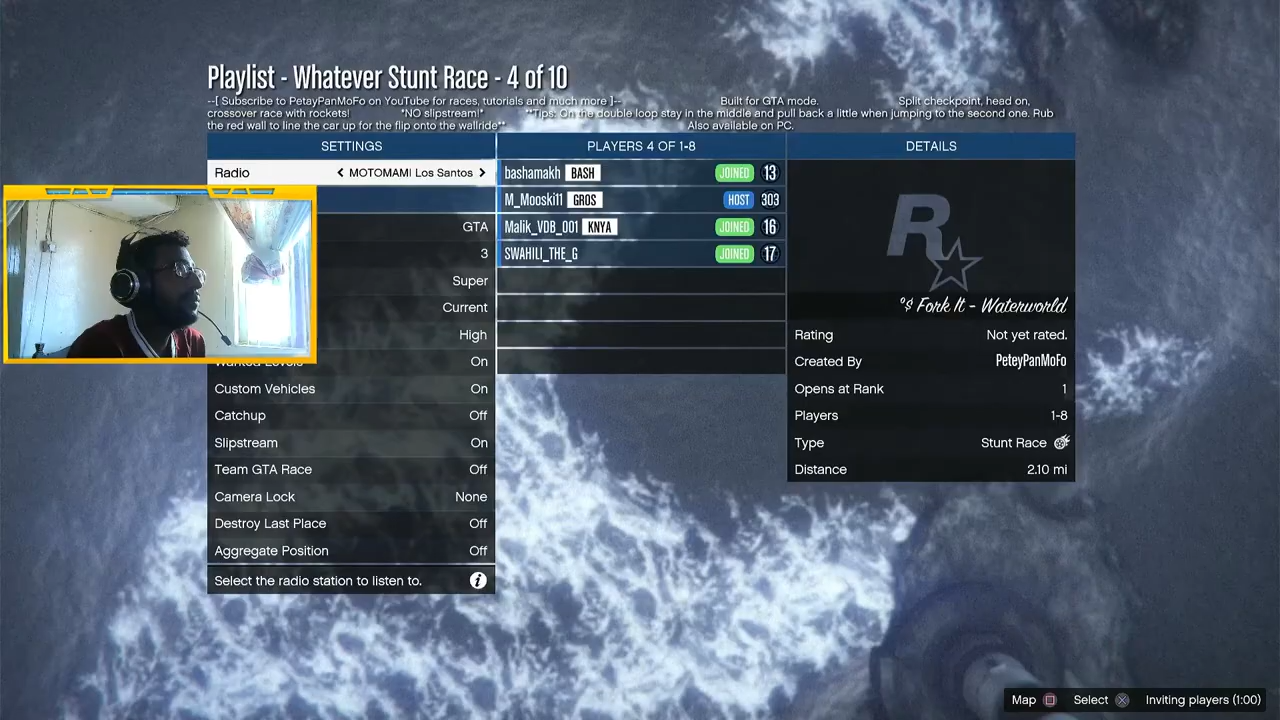 Playlist - Whatever Stunt Race - 4 of 10
--[ Subscribe to PetayPanMoFo on YouTube for races, tutorials and much more ]-- Built for GTA mode. Split checkpoint, head on,
crossover race with rockets! *NO slipstream!* **Tips: On the double loop stay in the middle and pull back a little when jumping to the second one. Rub
the red wall to line the car up for the flip onto the wallride** Also available on PC.
SETTINGS
Radio MOTOMAMI Los Santos
GTA
3
Super
Current
High
Wanted Levels On
Custom Vehicles On
Catchup Off
Slipstream On
Team GTA Race Off
Camera Lock None
Destroy Last Place Off
Aggregate Position Off
Select the radio station to listen to.
PLAYERS 4 OF 1-8
bashamakh BASH JOINED 13
M_Mooski11 GROS HOST 303
Malik_VDB_001 KNYA JOINED 16
SWAHILI_THE_G JOINED 17
DETAILS
R
º¢ Fork It - Waterworld
Rating Not yet rated.
Created By PeteyPanMoFo
Opens at Rank 1
Players 1-8
Type Stunt Race
Distance 2.10 mi
Map Select Inviting players (1:00)